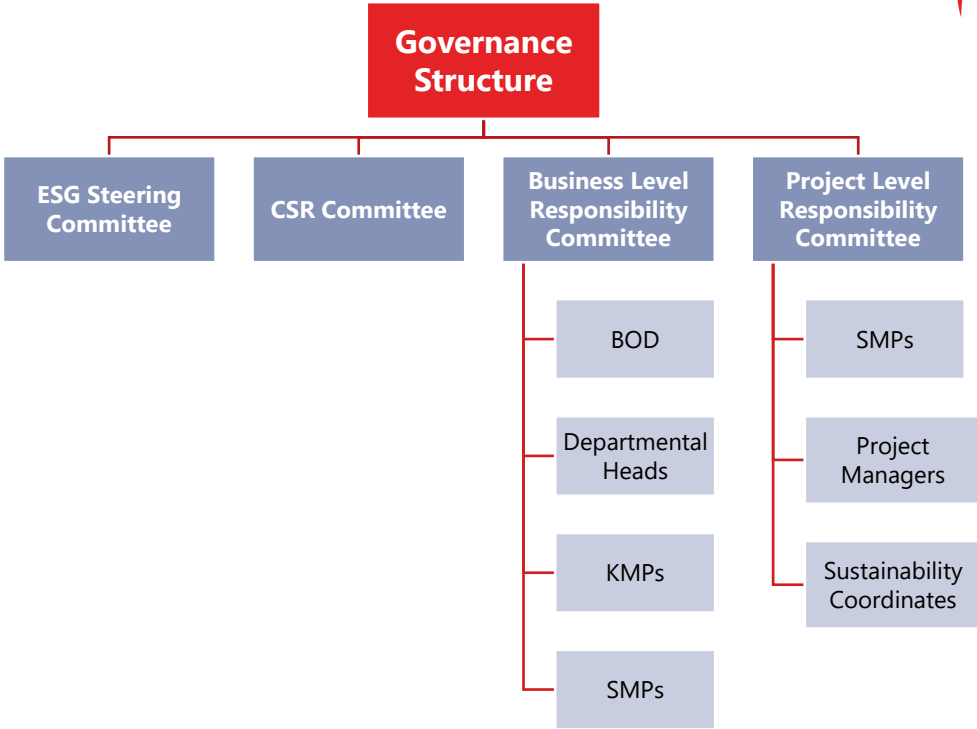 Governance
Structure
ESG Steering
Committee
CSR Committee
Business Level
Responsibility
Committee
Project Level
Responsibility
Committee
BOD
Departmental
Heads
KMPs
SMPs
SMPs
Project
Managers
Sustainability
Coordinates